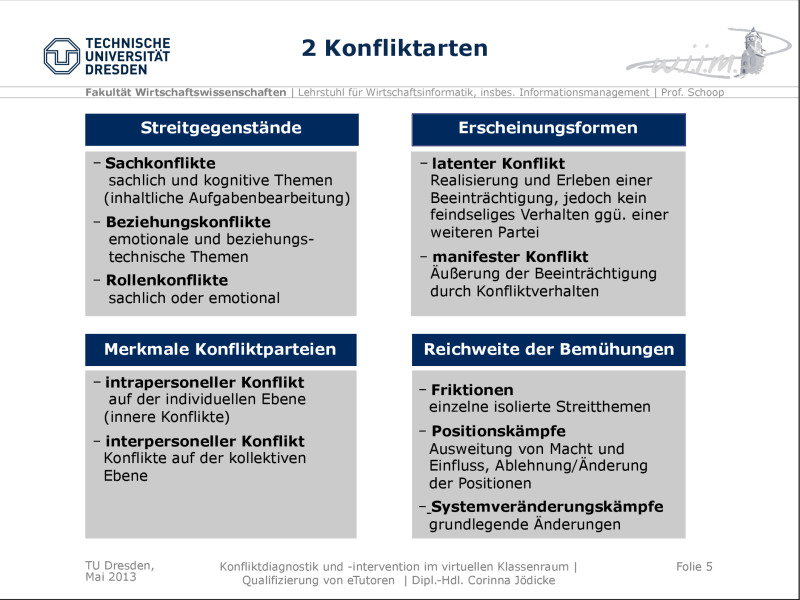 TECHNISCHE
UNIVERSITÄT
DRESDEN
2 Konfliktarten
wiim
Fakultät Wirtschaftswissenschaften | Lehrstuhl für Wirtschaftsinformatik, insbes. Informationsmanagement | Prof. Schoop
Streitgegenstände
– Sachkonflikte
sachlich und kognitive Themen
(inhaltliche Aufgabenbearbeitung)
– Beziehungskonflikte
emotionale und beziehungs-
technische Themen
– Rollenkonflikte
sachlich oder emotional
Erscheinungsformen
– latenter Konflikt
Realisierung und Erleben einer
Beeinträchtigung, jedoch kein
feindseliges Verhalten ggü. einer
weiteren Partei
– manifester Konflikt
Äußerung der Beeinträchtigung
durch Konfliktverhalten
Merkmale Konfliktparteien
– intrapersoneller Konflikt
auf der individuellen Ebene
(innere Konflikte)
– interpersoneller Konflikt
Konflikte auf der kollektiven
Ebene
Reichweite der Bemühungen
– Friktionen
einzelne isolierte Streitthemen
– Positionskämpfe
Ausweitung von Macht und
Einfluss, Ablehnung/Änderung
der Positionen
– Systemveränderungskämpfe
grundlegende Änderungen
TU Dresden,
Mai 2013
Konfliktdiagnostik und -intervention im virtuellen Klassenraum |
Qualifizierung von eTutoren | Dipl.-Hdl. Corinna Jödicke
Folie 5